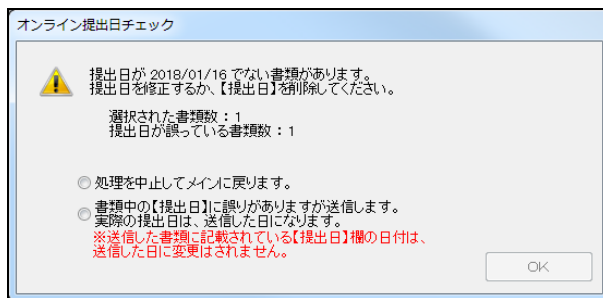 オンライン提出日チェック
提出日が 2018/01/16 でない書類があります。
提出日を修正するか、【提出日】を削除してください。
選択された書類数：1
提出日が誤っている書類数：1
処理を中止してメインに戻ります。
書類中の【提出日】に誤りがありますが送信します。
実際の提出日は、送信した日になります。
※送信した書類に記載されている【提出日】欄の日付は、
送信した日に変更はされません。
OK